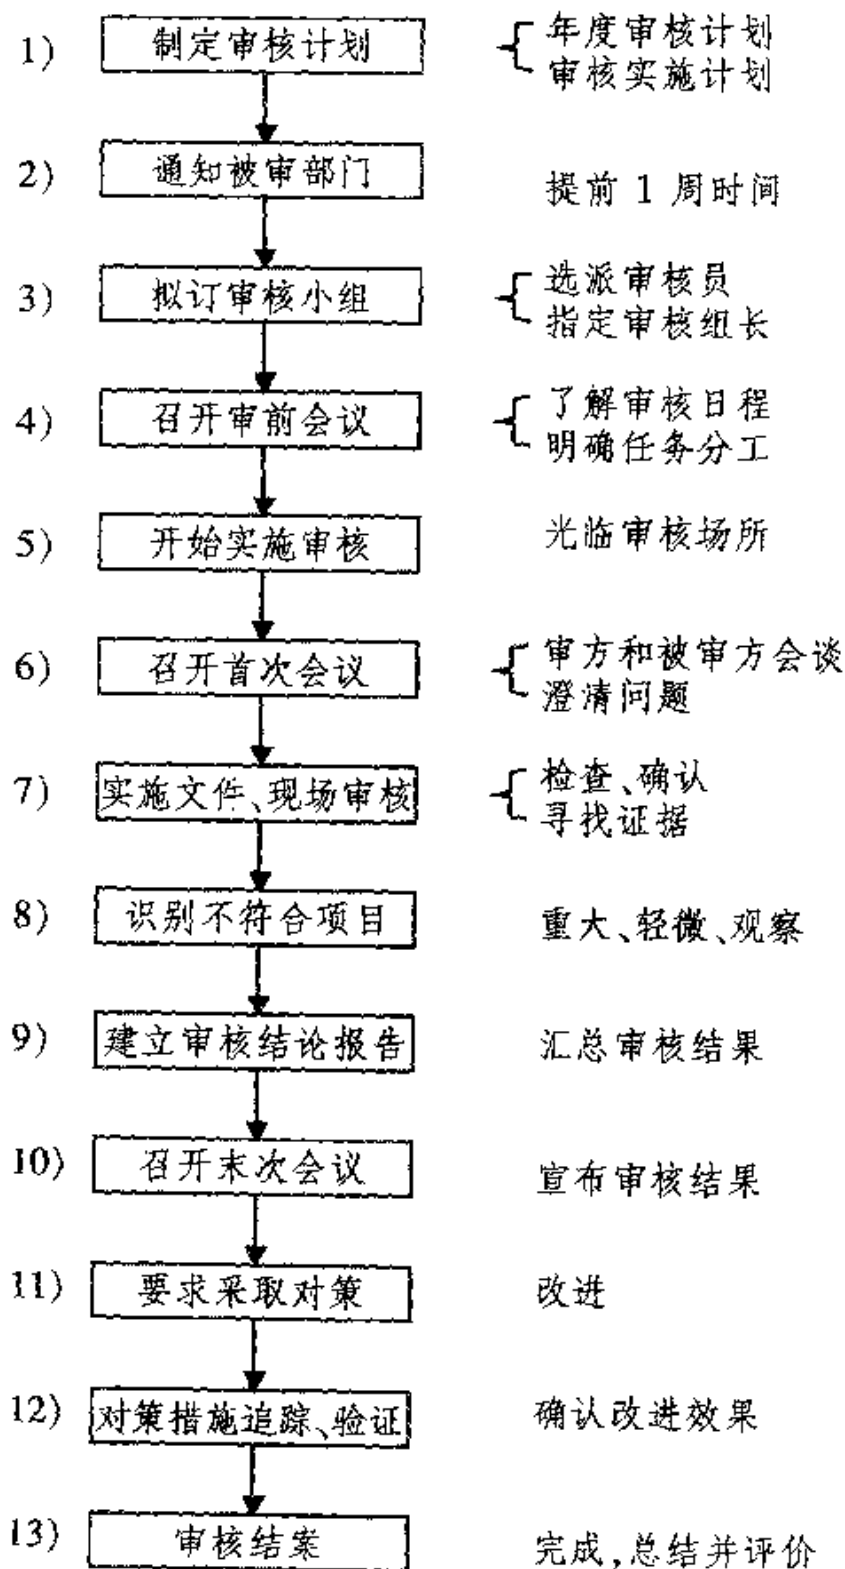 1) 制定审核计划 年度审核计划
审核实施计划
2) 通知被审部门 提前 1 周时间
3) 拟订审核小组 选派审核员
指定审核组长
4) 召开审前会议 了解审核日程
明确任务分工
5) 开始实施审核 光临审核场所
6) 召开首次会议 审方和被审方会谈
澄清问题
7) 实施文件、现场审核 检查、确认
寻找证据
8) 识别不符合项目 重大、轻微、观察
9) 建立审核结论报告 汇总审核结果
10) 召开末次会议 宣布审核结果
11) 要求采取对策 改进
12) 对策措施追踪、验证 确认改进效果
13) 审核结案 完成,总结并评价